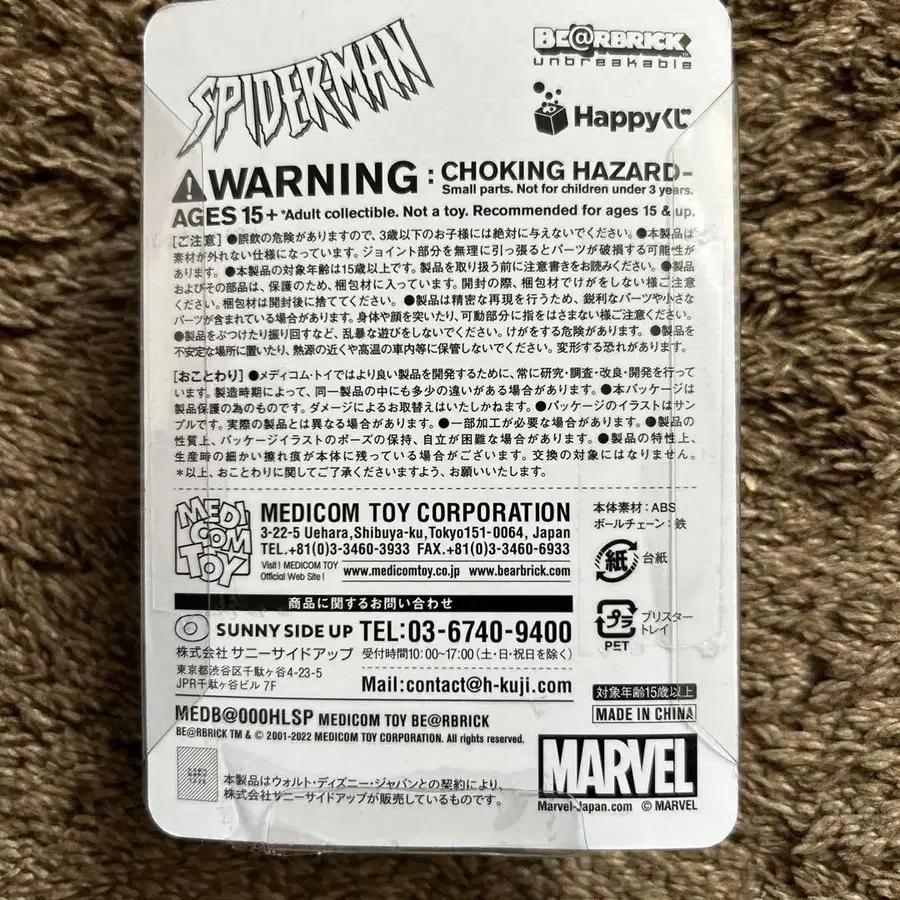 SPIDER-MAN
BE@RBRICK TM
unbreakable
Happyくじ
WARNING : CHOKING HAZARD-
Small parts. Not for children under 3 years.
AGES 15+ *Adult collectible. Not a toy. Recommended for ages 15 & up.
[ご注意] ●誤飲の危険がありますので、3歳以下のお子様には絶対に与えないでください。●本製品は
素材が外れない仕様になっています。ジョイント部分を無理に引っ張るとパーツが破損する可能性が
あります。●本製品の対象年齢は15歳以上です。製品を取り扱う前に注意書きをお読みください。●製品
およびその部品は、保護のため、梱包材に入っています。開封の際、梱包材でけがをしない様ご注意
ください。梱包材は開封後に捨ててください。●製品は精密な再現を行うため、鋭利なパーツや小さな
パーツが含まれている場合があります。身体や顔を突いたり、可動部分に指をはさまない様ご注意ください。
●製品をぶつけたり振り回すなど、乱暴な遊びをしないでください。けがをする危険があります。●製品を
不安定な場所に置いたり、熱源の近くや高温の車内等に保管しないでください。変形する恐れがあります。
[おことわり] ●メディコム・トイではより良い製品を開発するために、常に研究・調査・改良・開発を行って
います。製造時期によって、同一製品の中にも多少の違いがある場合があります。●本パッケージは
製品保護の為のものです。ダメージによるお取替えはいたしかねます。●パッケージのイラストはサン
プルです。実際の製品とは異なる場合があります。●一部加工が必要な場合があります。●製品の
性質上、パッケージイラストのポーズの保持、自立が困難な場合があります。●製品の特性上、
生産時の細かい擦れ痕が本体に残っている場合がございます。交換の対象にはなりません。
*以上、おことわりに関してご了承くださいますよう、お願いいたします。
MEDI COM TOY
MEDICOM TOY CORPORATION
3-22-5 Uehara,Shibuya-ku,Tokyo151-0064, Japan
TEL.+81(0)3-3460-3933 FAX.+81(0)3-3460-6933
Visit! MEDICOM TOY
Official Web Site!
www.medicomtoy.co.jp www.bearbrick.com
本体素材:ABS
ボールチェーン:鉄
紙 台紙
プラ ブリスター
トレイ
PET
商品に関するお問い合わせ
SUNNY SIDE UP TEL:03-6740-9400
株式会社 サニーサイドアップ 受付時間10:00~17:00(土・日・祝日を除く)
東京都渋谷区千駄ヶ谷4-23-5
JPR千駄ヶ谷ビル 7F
Mail:contact@h-kuji.com
対象年齢15歳以上
MADE IN CHINA
MEDB@000HLSP MEDICOM TOY BE@RBRICK
BE@RBRICK TM & © 2001-2022 MEDICOM TOY CORPORATION. All rights reserved.
本製品はウォルト・ディズニー・ジャパンとの契約により、
株式会社サニーサイドアップが販売しているものです。
MARVEL
Marvel-Japan.com © MARVEL